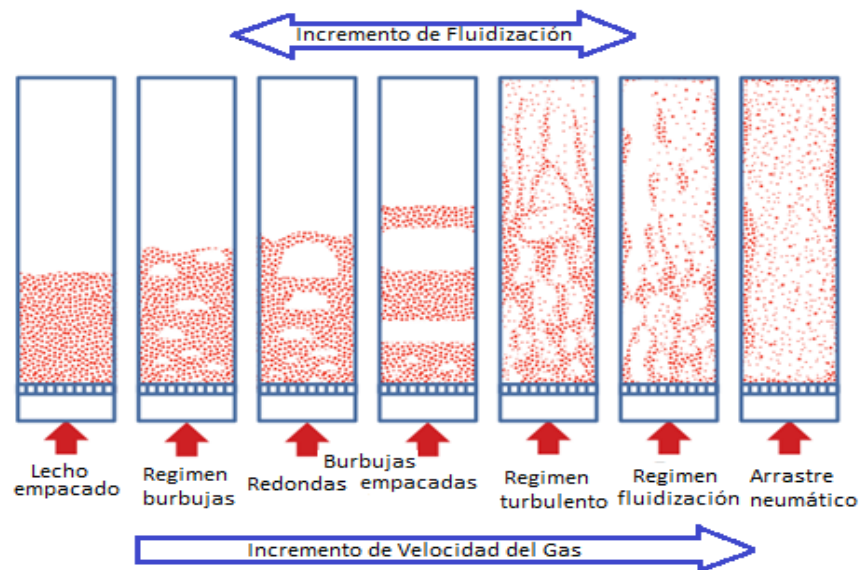 Incremento de Fluidización
Lecho
empacado
Regimen
burbujas
Burbujas
Redondas empacadas
Regimen
turbulento
Regimen
fluidización
Arrastre
neumático
Incremento de Velocidad del Gas